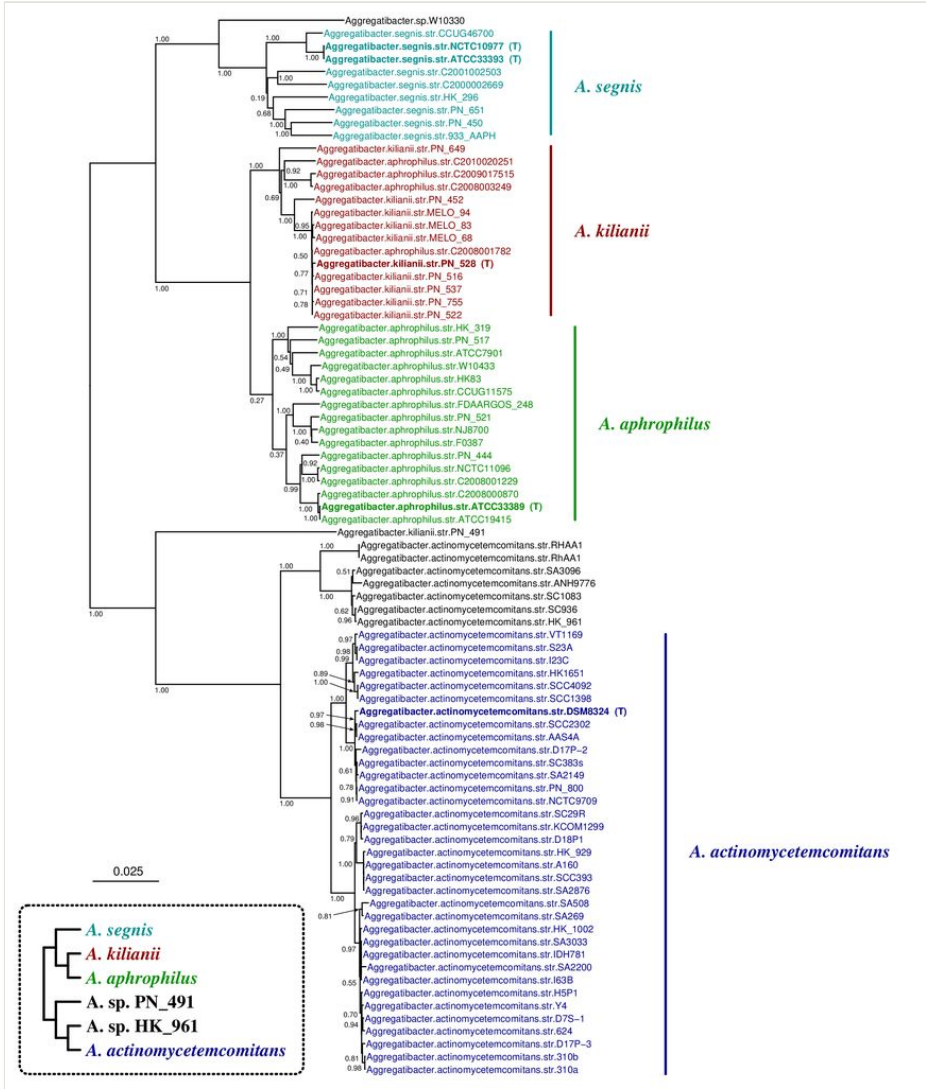 Aggregatibacter.sp.W10330
Aggregatibacter.segnis.str.CCUG46700
Aggregatibacter.segnis.str.NCTC10977 (T)
Aggregatibacter.segnis.str.ATCC33393 (T)
Aggregatibacter.segnis.str.C2001002503
Aggregatibacter.segnis.str.C2000002669
Aggregatibacter.segnis.str.HK_296
Aggregatibacter.segnis.str.PN_651
Aggregatibacter.segnis.str.PN_450
Aggregatibacter.segnis.str.933_AAPH
A. segnis
1.00
1.00
1.00
1.00
1.00
0.19
0.68
1.00
1.00
Aggregatibacter.kilianii.str.PN_649
Aggregatibacter.aphrophilus.str.C2010020251
Aggregatibacter.aphrophilus.str.C2009017515
Aggregatibacter.aphrophilus.str.C2008003249
Aggregatibacter.kilianii.str.PN_452
Aggregatibacter.kilianii.str.MELO_94
Aggregatibacter.kilianii.str.MELO_83
Aggregatibacter.kilianii.str.MELO_68
Aggregatibacter.aphrophilus.str.C2008001782
Aggregatibacter.kilianii.str.PN_528 (T)
Aggregatibacter.kilianii.str.PN_516
Aggregatibacter.kilianii.str.PN_537
Aggregatibacter.kilianii.str.PN_755
Aggregatibacter.kilianii.str.PN_522
A. kilianii
1.00
0.92
1.00
0.69
1.00
0.95
1.00
0.50
0.77
1.00
0.71
0.78
Aggregatibacter.aphrophilus.str.HK_319
Aggregatibacter.aphrophilus.str.PN_517
Aggregatibacter.aphrophilus.str.ATCC7901
Aggregatibacter.aphrophilus.str.W10433
Aggregatibacter.aphrophilus.str.HK83
Aggregatibacter.aphrophilus.str.CCUG11575
Aggregatibacter.aphrophilus.str.FDAARGOS_248
Aggregatibacter.aphrophilus.str.PN_521
Aggregatibacter.aphrophilus.str.NJ8700
Aggregatibacter.aphrophilus.str.F0387
Aggregatibacter.aphrophilus.str.PN_444
Aggregatibacter.aphrophilus.str.NCTC11096
Aggregatibacter.aphrophilus.str.C2008001229
Aggregatibacter.aphrophilus.str.C2008000870
Aggregatibacter.aphrophilus.str.ATCC33389 (T)
Aggregatibacter.aphrophilus.str.ATCC19415
A. aphrophilus
1.00
0.54
0.49
1.00
1.00
0.27
1.00
1.00
0.40
0.37
0.92
1.00
0.99
1.00
1.00
Aggregatibacter.kilianii.str.PN_491
Aggregatibacter.actinomycetemcomitans.str.RHAA1
Aggregatibacter.actinomycetemcomitans.str.RhAA1
Aggregatibacter.actinomycetemcomitans.str.SA3096
Aggregatibacter.actinomycetemcomitans.str.ANH9776
Aggregatibacter.actinomycetemcomitans.str.SC1083
Aggregatibacter.actinomycetemcomitans.str.SC936
Aggregatibacter.actinomycetemcomitans.str.HK_961
1.00
1.00
0.51
1.00
0.62
1.00
0.96
Aggregatibacter.actinomycetemcomitans.str.VT1169
Aggregatibacter.actinomycetemcomitans.str.S23A
Aggregatibacter.actinomycetemcomitans.str.I23C
Aggregatibacter.actinomycetemcomitans.str.HK1651
Aggregatibacter.actinomycetemcomitans.str.SCC4092
Aggregatibacter.actinomycetemcomitans.str.SCC1398
Aggregatibacter.actinomycetemcomitans.str.DSM8324 (T)
Aggregatibacter.actinomycetemcomitans.str.SCC2302
Aggregatibacter.actinomycetemcomitans.str.AAS4A
Aggregatibacter.actinomycetemcomitans.str.D17P−2
Aggregatibacter.actinomycetemcomitans.str.SC383s
Aggregatibacter.actinomycetemcomitans.str.SA2149
Aggregatibacter.actinomycetemcomitans.str.PN_800
Aggregatibacter.actinomycetemcomitans.str.NCTC9709
Aggregatibacter.actinomycetemcomitans.str.SC29R
Aggregatibacter.actinomycetemcomitans.str.KCOM1299
Aggregatibacter.actinomycetemcomitans.str.D18P1
Aggregatibacter.actinomycetemcomitans.str.HK_929
Aggregatibacter.actinomycetemcomitans.str.A160
Aggregatibacter.actinomycetemcomitans.str.SCC393
Aggregatibacter.actinomycetemcomitans.str.SA2876
Aggregatibacter.actinomycetemcomitans.str.SA508
Aggregatibacter.actinomycetemcomitans.str.SA269
Aggregatibacter.actinomycetemcomitans.str.HK_1002
Aggregatibacter.actinomycetemcomitans.str.SA3033
Aggregatibacter.actinomycetemcomitans.str.IDH781
Aggregatibacter.actinomycetemcomitans.str.SA2200
Aggregatibacter.actinomycetemcomitans.str.I63B
Aggregatibacter.actinomycetemcomitans.str.H5P1
Aggregatibacter.actinomycetemcomitans.str.Y4
Aggregatibacter.actinomycetemcomitans.str.D7S−1
Aggregatibacter.actinomycetemcomitans.str.624
Aggregatibacter.actinomycetemcomitans.str.D17P−3
Aggregatibacter.actinomycetemcomitans.str.310b
Aggregatibacter.actinomycetemcomitans.str.310a
A. actinomycetemcomitans
0.97
0.98
0.99
0.89
1.00
1.00
1.00
0.97
0.98
1.00
0.61
0.78
0.91
1.00
0.96
0.79
1.00
1.00
0.81
0.97
0.55
0.70
0.94
0.81
0.98
0.025
A. segnis
A. kilianii
A. aphrophilus
A. sp. PN_491
A. sp. HK_961
A. actinomycetemcomitans